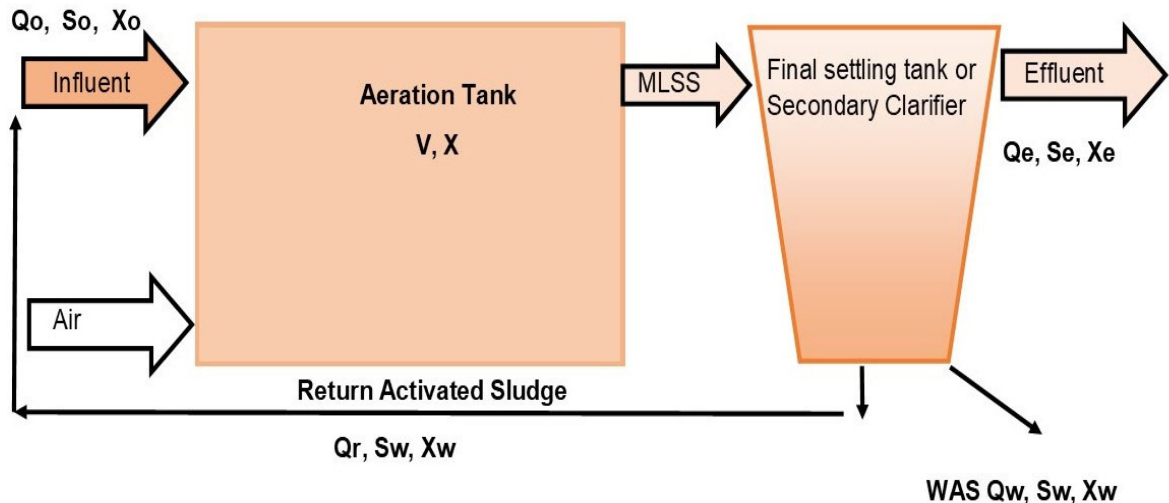 Qo, So, Xo
Influent
Aeration Tank
V, X
MLSS
Final settling tank or
Secondary Clarifier
Effluent
Qe, Se, Xe
Air
Return Activated Sludge
Qr, Sw, Xw
WAS Qw, Sw, Xw